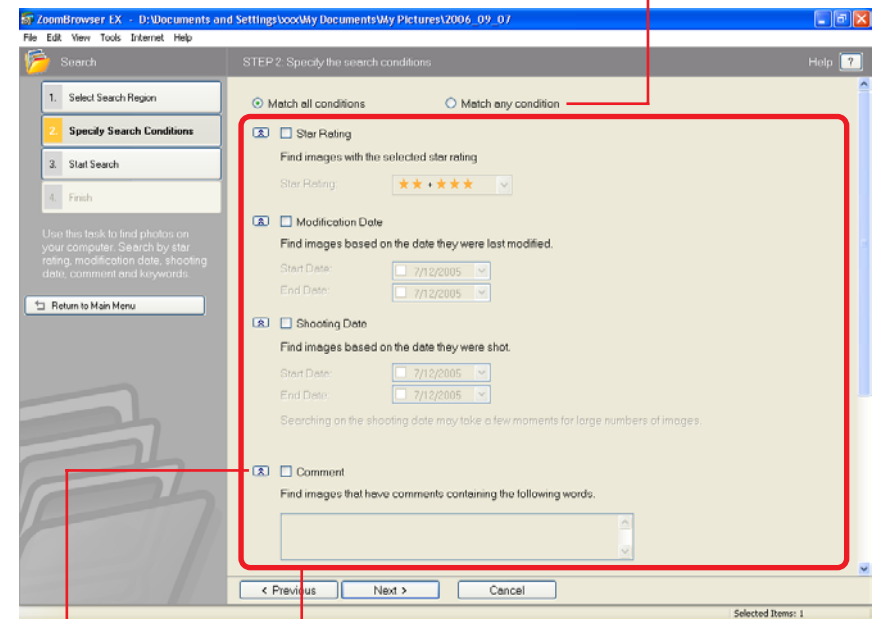 ZoomBrowser EX - D:\Documents and Settings\xxx\My Documents\My Pictures\2006_09_07
File Edit View Tools Internet Help
Search
STEP 2: Specify the search conditions
Help ?
1. Select Search Region
2. Specify Search Conditions
3. Start Search
4. Finish
Use this task to find photos on
your computer. Search by star
rating, modification date, shooting
date, comment and keywords.
Return to Main Menu
Match all conditions Match any condition
Star Rating
Find images with the selected star rating
Star Rating:
Modification Date
Find images based on the date they were last modified.
Start Date: 7/12/2005
End Date: 7/12/2005
Shooting Date
Find images based on the date they were shot.
Start Date: 7/12/2005
End Date: 7/12/2005
Searching on the shooting date may take a few moments for large numbers of images.
Comment
Find images that have comments containing the following words.
< Previous Next > Cancel
Selected Items: 1